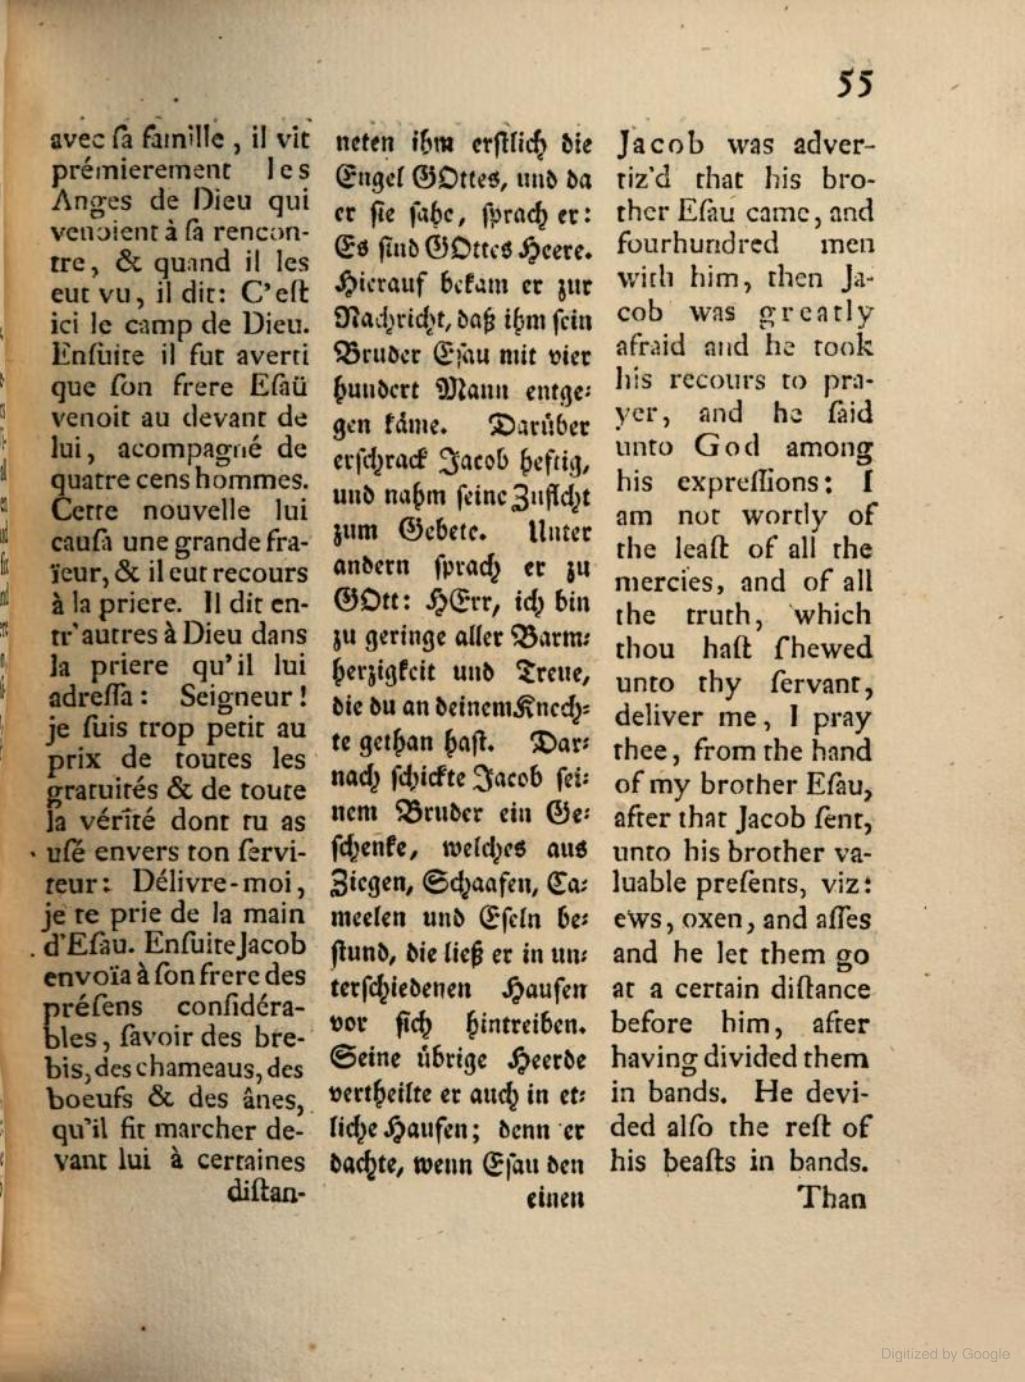 55
avec ſa famille, il vit
prémierement les
Anges de Dieu qui
venoient à ſa rencon-
tre, & quand il les
eut vu, il dit: C'eſt
ici le camp de Dieu.
Enſuite il fut averti
que ſon frere Eſaü
venoit au devant de
lui, acompagné de
quatre cens hommes.
Cette nouvelle lui
cauſa une grande fra-
ïeur, & il eut recours
à la priere. Il dit en-
tr'autres à Dieu dans
la priere qu'il lui
adreſſa: Seigneur!
je ſuis trop petit au
prix de toutes les
gratuités & de toute
la vérité dont tu as
uſé envers ton ſervi-
teur: Délivre-moi,
je te prie de la main
d'Eſau. Enſuite Jacob
envoïa à ſon frere des
préſens conſidéra-
bles, ſavoir des bre-
bis, des chameaus, des
boeufs & des ânes,
qu'il fit marcher de-
vant lui à certaines
diſtan-
neten ihm erſtlich die
Engel GOttes, und da
er ſie ſahe, ſprach er:
Es ſind GOttes Heere.
Hierauf bekam er zur
Nachricht, daß ihm ſein
Bruder Eſau mit vier
hundert Mann entge-
gen käme. Darüber
erſchrack Jacob heftig,
und nahm ſeine Zuflcht
zum Gebete. Unter
andern ſprach er zu
GOtt: HErr, ich bin
zu geringe aller Barm-
herzigkeit und Treue,
die du an deinem Knech-
te gethan haſt. Dar-
nach ſchickte Jacob ſei-
nem Bruder ein Ge-
ſchenke, welches aus
Ziegen, Schaafen, Ca-
meelen und Eſeln be-
ſtund, die ließ er in un-
terſchiedenen Haufen
vor ſich hintreiben.
Seine übrige Heerde
vertheilte er auch in et-
liche Haufen; denn er
dachte, wenn Eſau den
einen
Jacob was adver-
tiz'd that his bro-
ther Eſau came, and
fourhundred men
with him, then Ja-
cob was greatly
afraid and he took
his recours to pra-
yer, and he ſaid
unto God among
his expreſſions: I
am not wortly of
the leaſt of all the
mercies, and of all
the truth, which
thou haſt ſhewed
unto thy ſervant,
deliver me, I pray
thee, from the hand
of my brother Eſau,
after that Jacob ſent,
unto his brother va-
luable preſents, viz:
ews, oxen, and aſſes
and he let them go
at a certain diſtance
before him, after
having divided them
in bands. He devi-
ded alſo the reſt of
his beaſts in bands.
Than
Digitized by Google